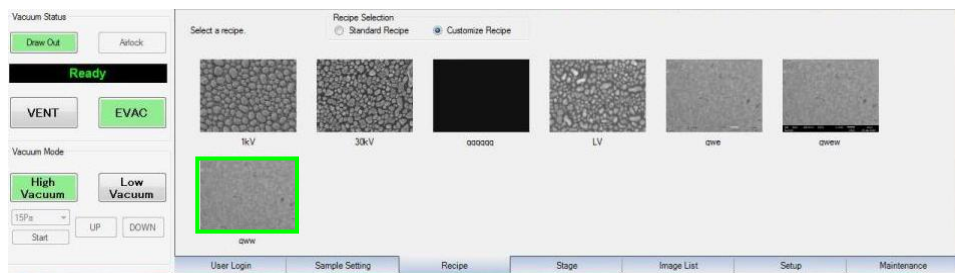 Vacuum Status
Draw Out
Airlock
Ready
VENT
EVAC
Vacuum Mode
High Vacuum
Low Vacuum
15Pa
Start
UP
DOWN
Select a recipe.
Recipe Selection
Standard Recipe
Customize Recipe
1kV
30kV
qqqqqq
LV
qwe
qwew
qww
User Login
Sample Setting
Recipe
Stage
Image List
Setup
Maintenance